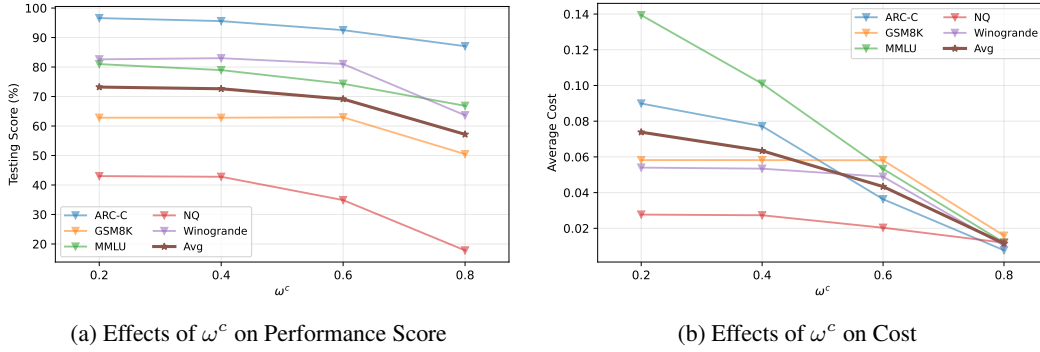 100
90
80
70
60
50
40
30
20
Testing Score (%)
ARC-C
GSM8K
MMLU
NQ
Winogrande
Avg
0.2 0.4 0.6 0.8
ω^c
(a) Effects of ω^c on Performance Score
0.14
0.12
0.10
0.08
0.06
0.04
0.02
Average Cost
ARC-C
GSM8K
MMLU
NQ
Winogrande
Avg
0.2 0.4 0.6 0.8
ω^c
(b) Effects of ω^c on Cost